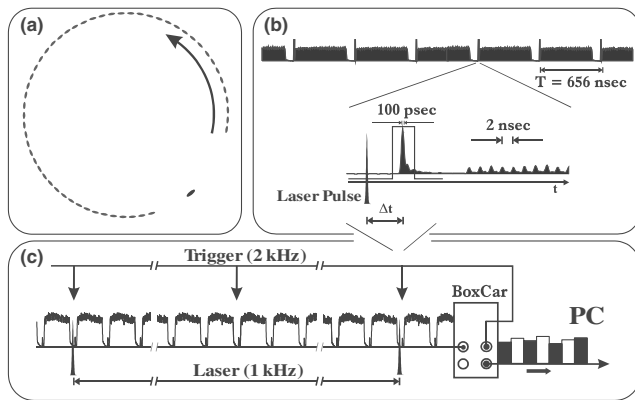 (a)
(b)
T = 656 nsec
100 psec
2 nsec
t
Laser Pulse
Δt
(c)
Trigger (2 kHz)
BoxCar
PC
Laser (1 kHz)